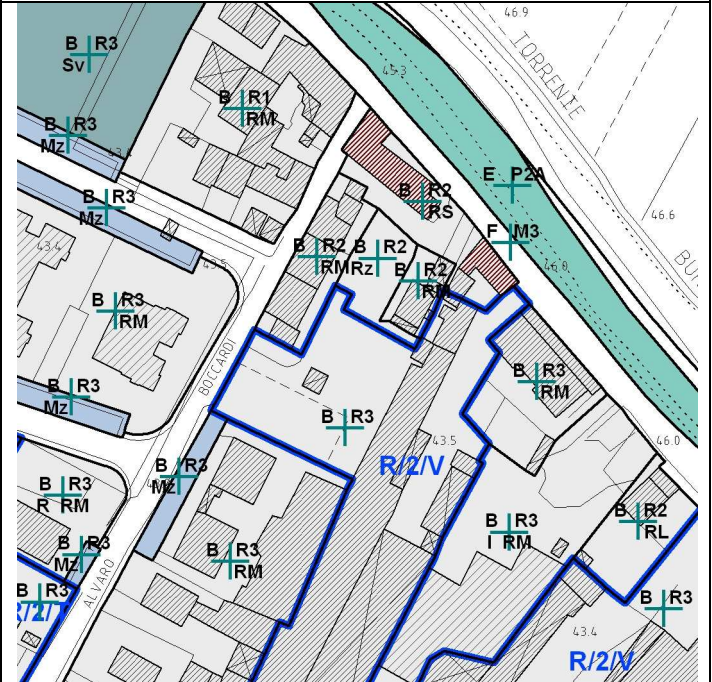 46.9
TORRENTE
B R3
Sv
45.3
B R1
RM
B R3
Mz
43.4
E P2A
B R2
RS
B R3
Mz
46.6
F M3
43.4
43.5
B R2
RM
B R2
Rz
46.0
B R2
RM
B R3
RM
BOCCARDI
B R3
RM
B R3
Mz
B R3
43.5
46.0
R/2/V
B R3
Mz
B R3
R RM
B R2
RL
B R3
I RM
B R3
Mz
B R3
RM
ALVARO
B R3
B R3
43.4
R/2/V